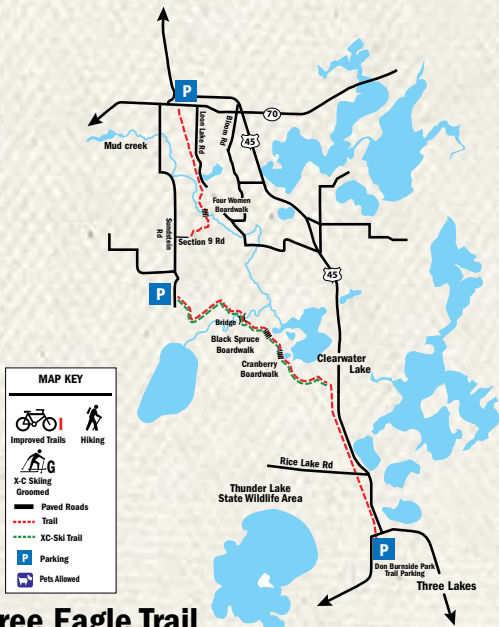 P
70
Loon Lake Rd
Bloom Rd
45
Mud creek
Four Women
Boardwalk
Sundstein
Rd
Section 9 Rd
45
P
Bridge
Black Spruce
Boardwalk
Cranberry
Boardwalk
Clearwater
Lake
MAP KEY
Improved Trails
Hiking
G
X-C Skiing
Groomed
Paved Roads
Trail
XC-Ski Trail
P Parking
Pets Allowed
Rice Lake Rd
Thunder Lake
State Wildlife Area
P
Don Burnside Park
Trail Parking
Three Lakes
ree Eagle Trail